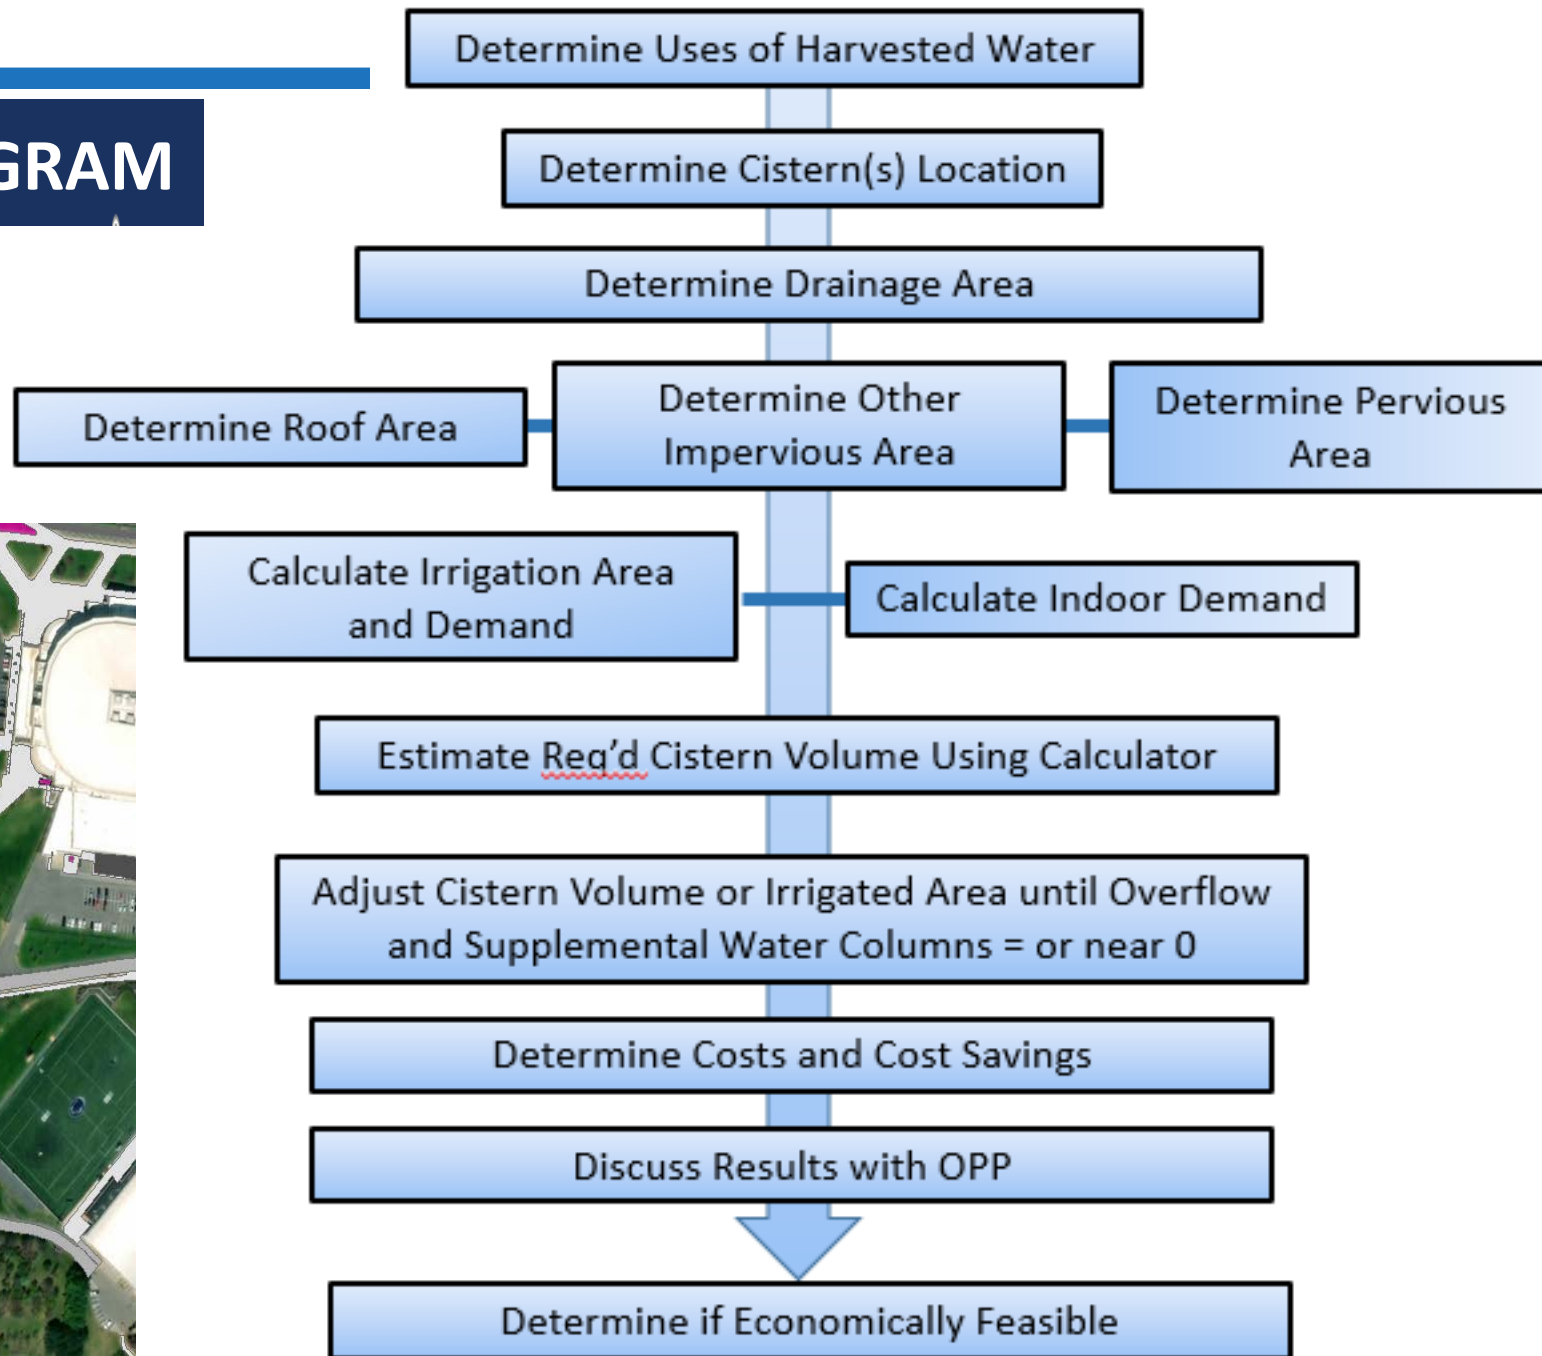 Determine Uses of Harvested Water
GRAM
Determine Cistern(s) Location
Determine Drainage Area
Determine Roof Area
Determine Other
Impervious Area
Determine Pervious
Area
Calculate Irrigation Area
and Demand
Calculate Indoor Demand
Estimate Req'd Cistern Volume Using Calculator
Adjust Cistern Volume or Irrigated Area until Overflow
and Supplemental Water Columns = or near 0
Determine Costs and Cost Savings
Discuss Results with OPP
Determine if Economically Feasible